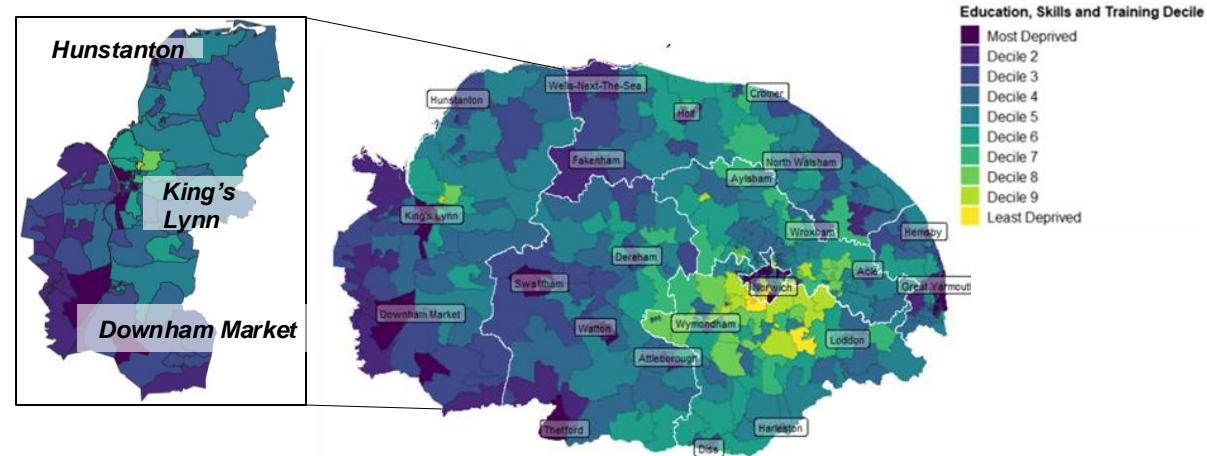 Hunstanton
King's
Lynn
Downham Market
Wells-Next-The-Sea
Hunstanton
Cromer
Holt
Fakenham
North Walsham
Aylsham
King's Lynn
Wroxham
Hemsby
Dereham
Acle
Swaffham
Norwich
Great Yarmouth
Downham Market
Watton
Wymondham
Loddon
Attleborough
Thetford
Harleston
Diss
Education, Skills and Training Decile
Most Deprived
Decile 2
Decile 3
Decile 4
Decile 5
Decile 6
Decile 7
Decile 8
Decile 9
Least Deprived